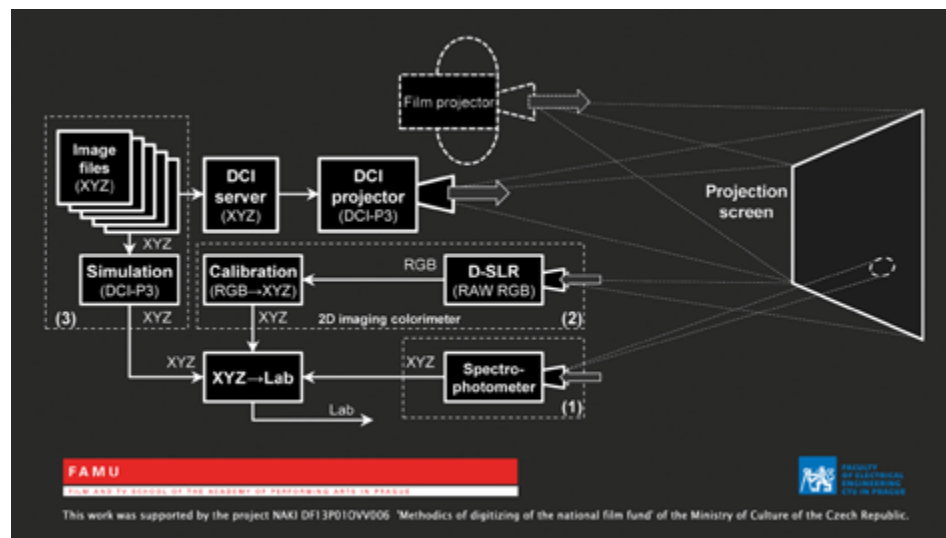 Film projector
Image
files
(XYZ)
DCI
server
(XYZ)
DCI
projector
(DCI-P3)
Projection
screen
XYZ
Simulation
(DCI-P3)
Calibration
(RGB→XYZ)
RGB
D-SLR
(RAW RGB)
(3)
XYZ
XYZ
2D imaging colorimeter
(2)
XYZ
XYZ→Lab
XYZ
Spectro-
photometer
(1)
Lab
FAMU
FILM AND TV SCHOOL OF THE ACADEMY OF PERFORMING ARTS IN PRAGUE
FACULTY
OF ELECTRICAL
ENGINEERING
CTU IN PRAGUE
This work was supported by the project NAKI DF13P01OVV006 'Methodics of digitizing of the national film fund' of the Ministry of Culture of the Czech Republic.